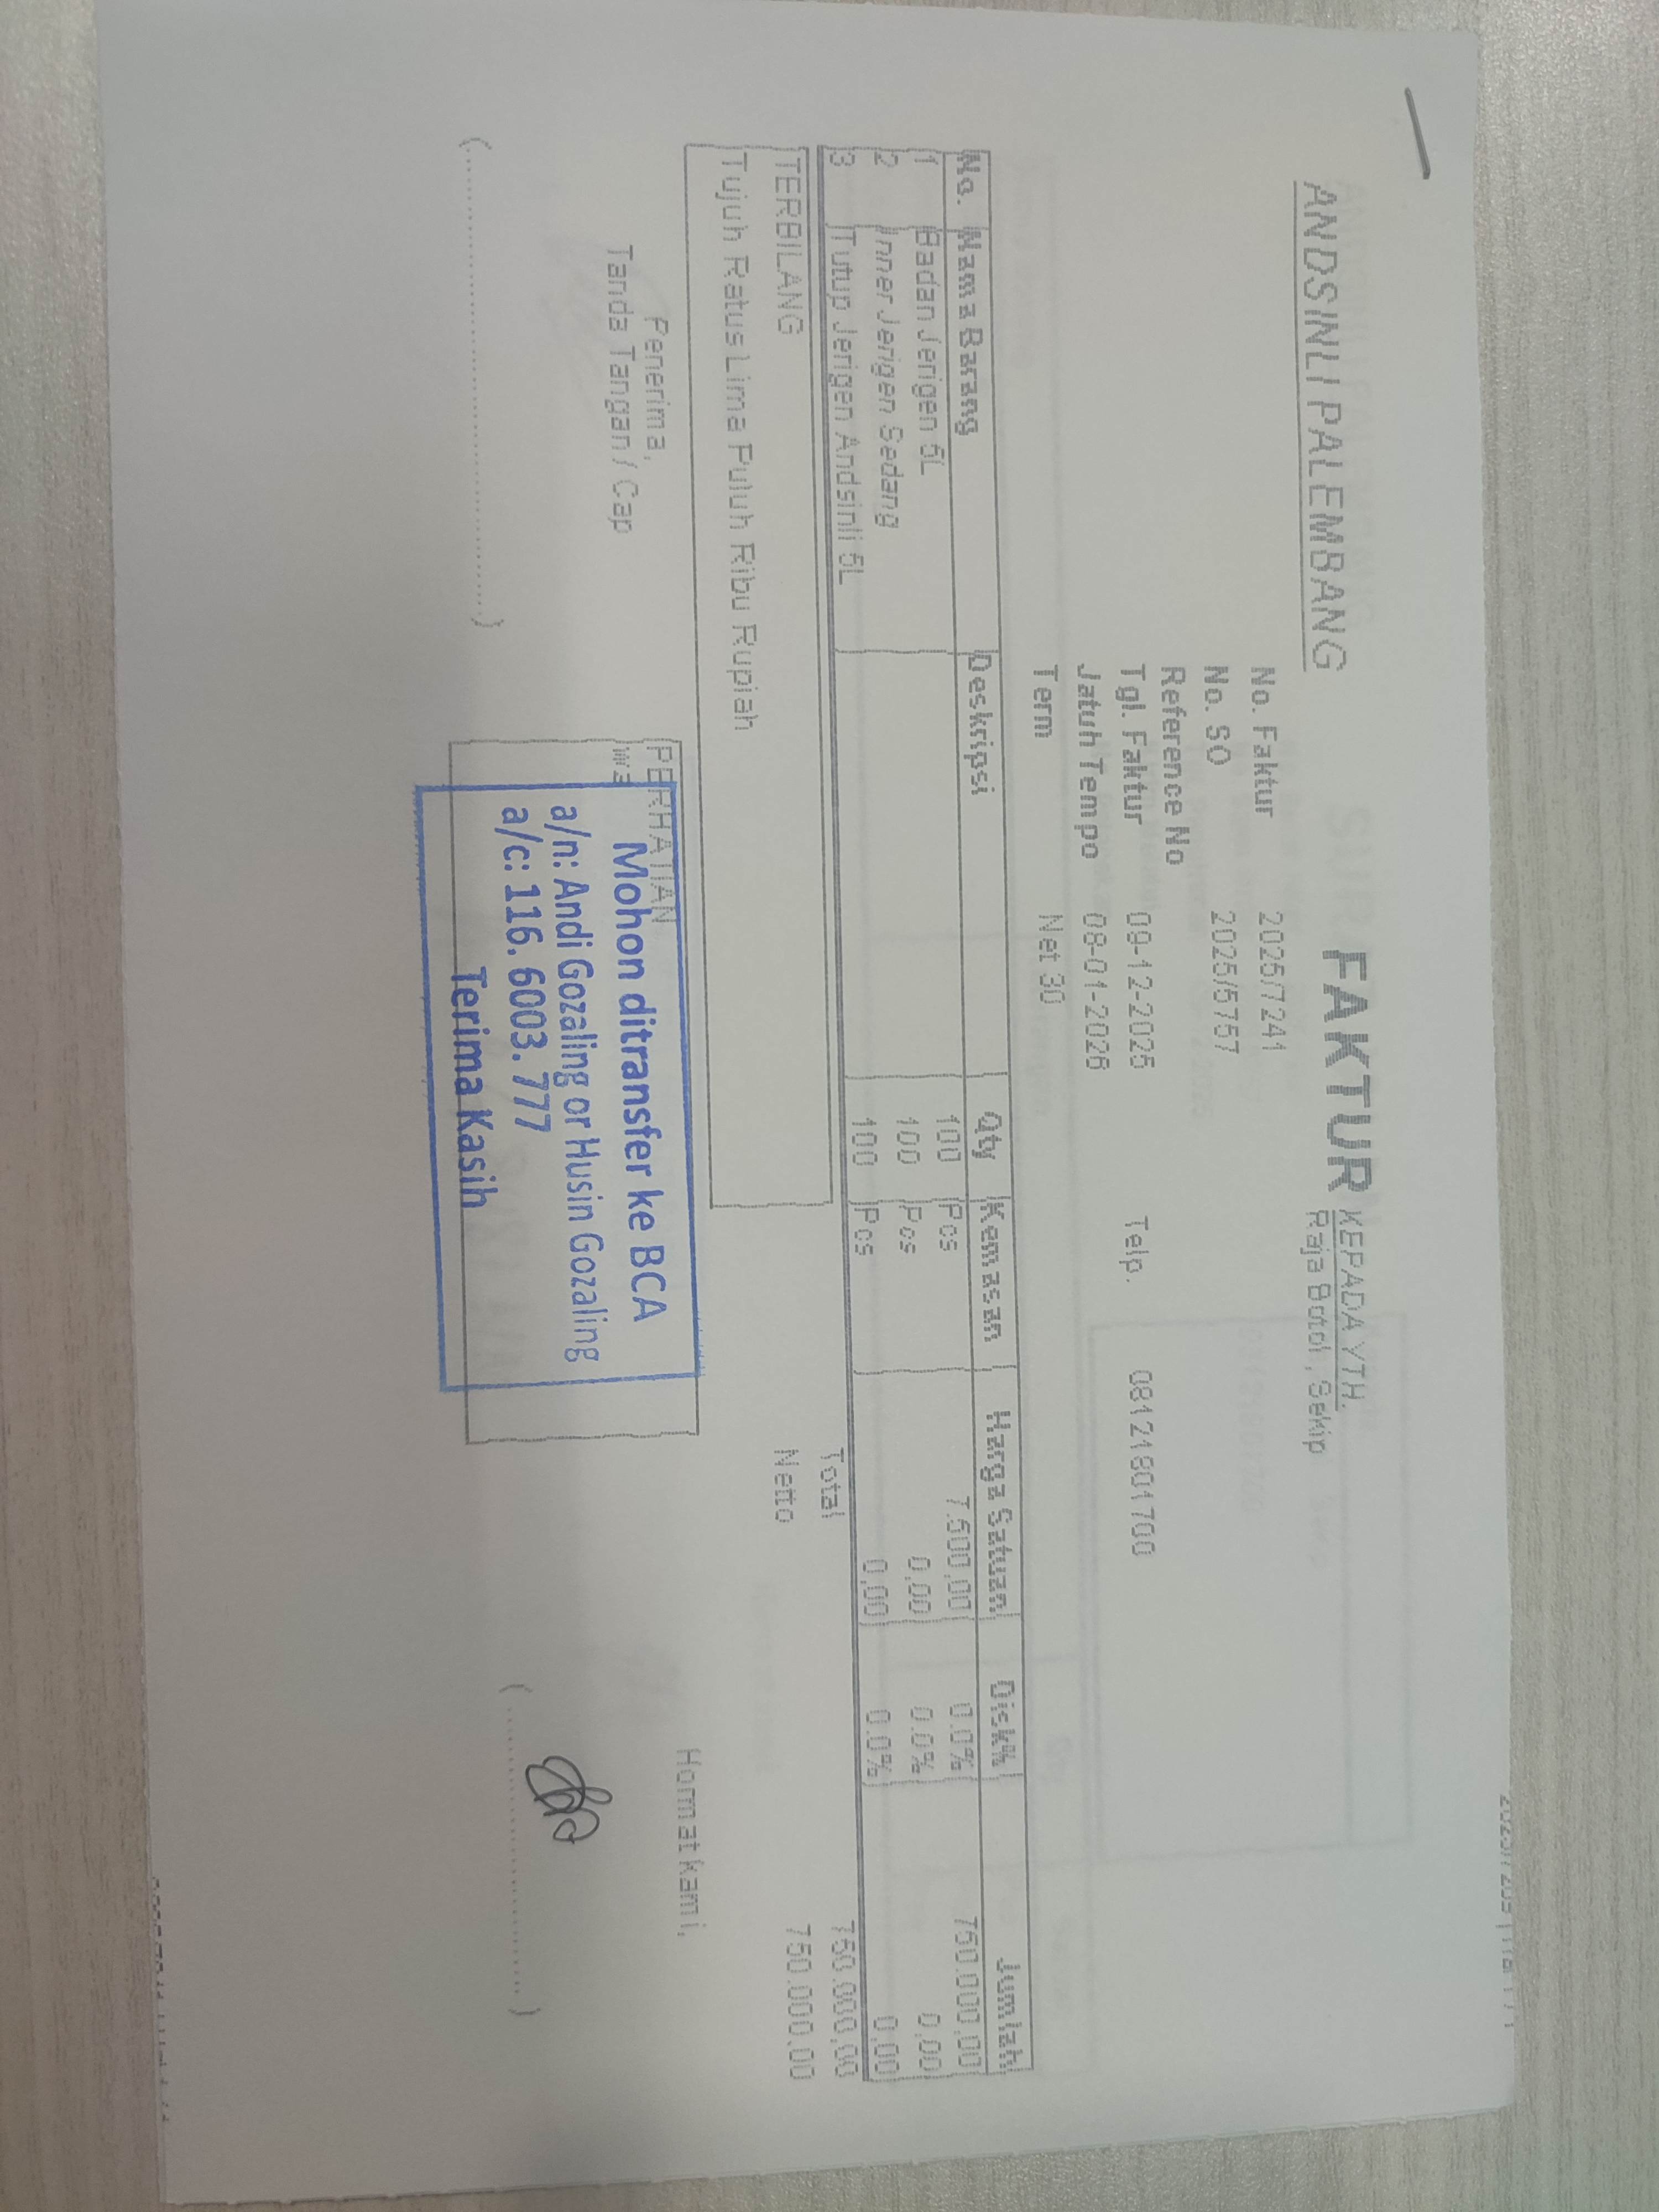 ANDSINLI PALEMBANG
FAKTUR
KEPADA YTH.
Raja Botol , Sekip
No. Faktur 2025/7241
No. SO 2025/5757
Reference No
Tgl. Faktur 09-12-2025
Telp. 08121801700
Jatuh Tempo 08-01-2026
Term Net 30
No. Nama Barang Deskripsi Qty Kemasan Harga Satuan Disk% Jumlah
1 Badan Jerigen 5L 100 Pcs 7.500,00 0.0% 750.000,00
2 Inner Jerigen Sedang 100 Pcs 0,00 0.0% 0,00
3 Tutup Jerigen Andsinli 5L 100 Pcs 0,00 0.0% 0,00
Total 750.000,00
TERBILANG
Netto 750.000,00
Tujuh Ratus Lima Puluh Ribu Rupiah
Penerima,
Tanda Tangan / Cap
PERHATIAN
Hormat kami,
Mohon ditransfer ke BCA
a/n: Andi Gozaling or Husin Gozaling
a/c: 116. 6003. 777
Terima Kasih